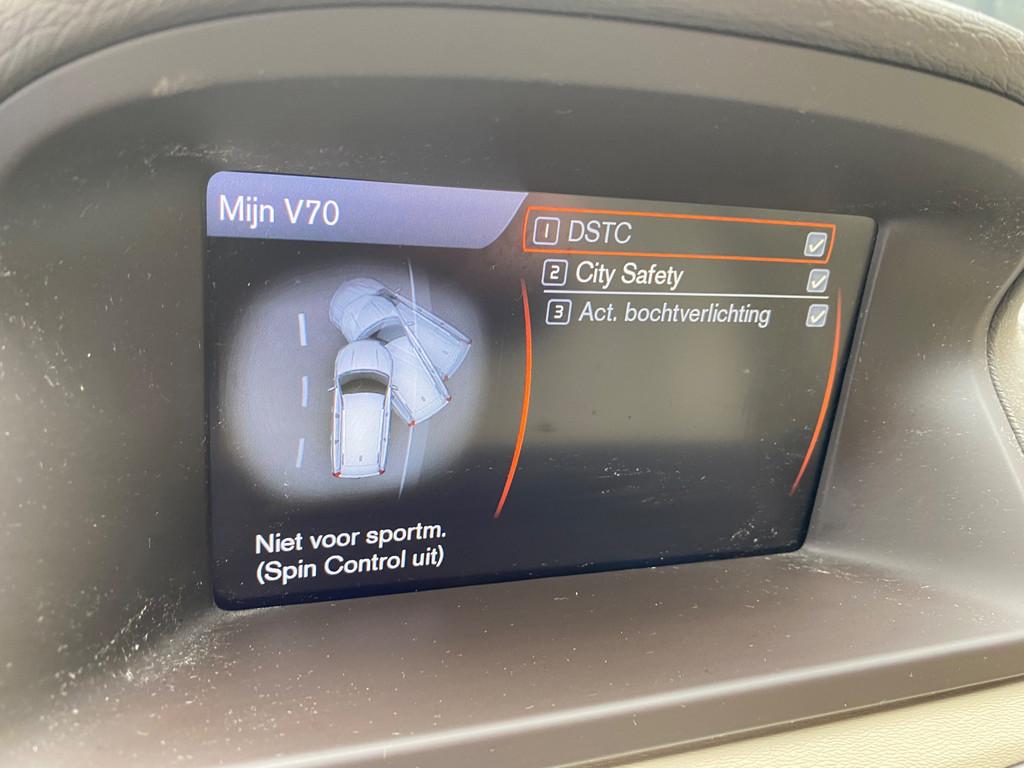 Mijn V70
1 DSTC
2 City Safety
3 Act. bochtverlichting
Niet voor sportm.
(Spin Control uit)